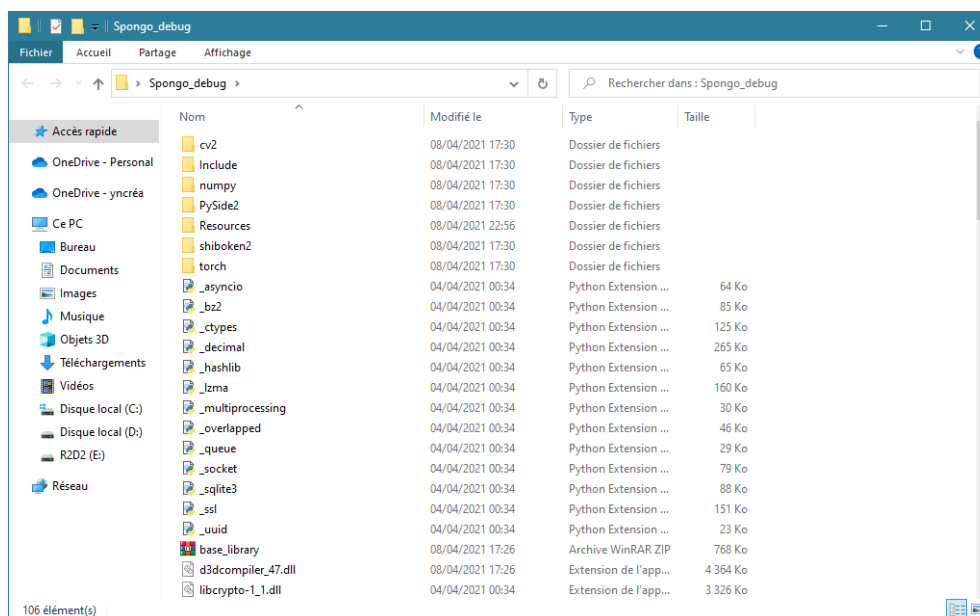 Spongo_debug
Fichier Accueil Partage Affichage
Spongo_debug
Rechercher dans : Spongo_debug
Nom Modifié le Type Taille
Accès rapide
OneDrive - Personal
OneDrive - yncréa
Ce PC
Bureau
Documents
Images
Musique
Objets 3D
Téléchargements
Vidéos
Disque local (C:)
Disque local (D:)
R2D2 (E:)
Réseau
cv2 08/04/2021 17:30 Dossier de fichiers
Include 08/04/2021 17:30 Dossier de fichiers
numpy 08/04/2021 17:30 Dossier de fichiers
PySide2 08/04/2021 17:30 Dossier de fichiers
Resources 08/04/2021 22:56 Dossier de fichiers
shiboken2 08/04/2021 17:30 Dossier de fichiers
torch 08/04/2021 17:30 Dossier de fichiers
_asyncio 04/04/2021 00:34 Python Extension ... 64 Ko
_bz2 04/04/2021 00:34 Python Extension ... 85 Ko
_ctypes 04/04/2021 00:34 Python Extension ... 125 Ko
_decimal 04/04/2021 00:34 Python Extension ... 265 Ko
_hashlib 04/04/2021 00:34 Python Extension ... 65 Ko
_lzma 04/04/2021 00:34 Python Extension ... 160 Ko
_multiprocessing 04/04/2021 00:34 Python Extension ... 30 Ko
_overlapped 04/04/2021 00:34 Python Extension ... 46 Ko
_queue 04/04/2021 00:34 Python Extension ... 29 Ko
_socket 04/04/2021 00:34 Python Extension ... 79 Ko
_sqlite3 04/04/2021 00:34 Python Extension ... 88 Ko
_ssl 04/04/2021 00:34 Python Extension ... 151 Ko
_uuid 04/04/2021 00:34 Python Extension ... 23 Ko
base_library 08/04/2021 17:26 Archive WinRAR ZIP 768 Ko
d3dcompiler_47.dll 08/04/2021 17:26 Extension de l'app... 4 364 Ko
libcrypto-1_1.dll 04/04/2021 00:34 Extension de l'app... 3 326 Ko
106 élément(s)